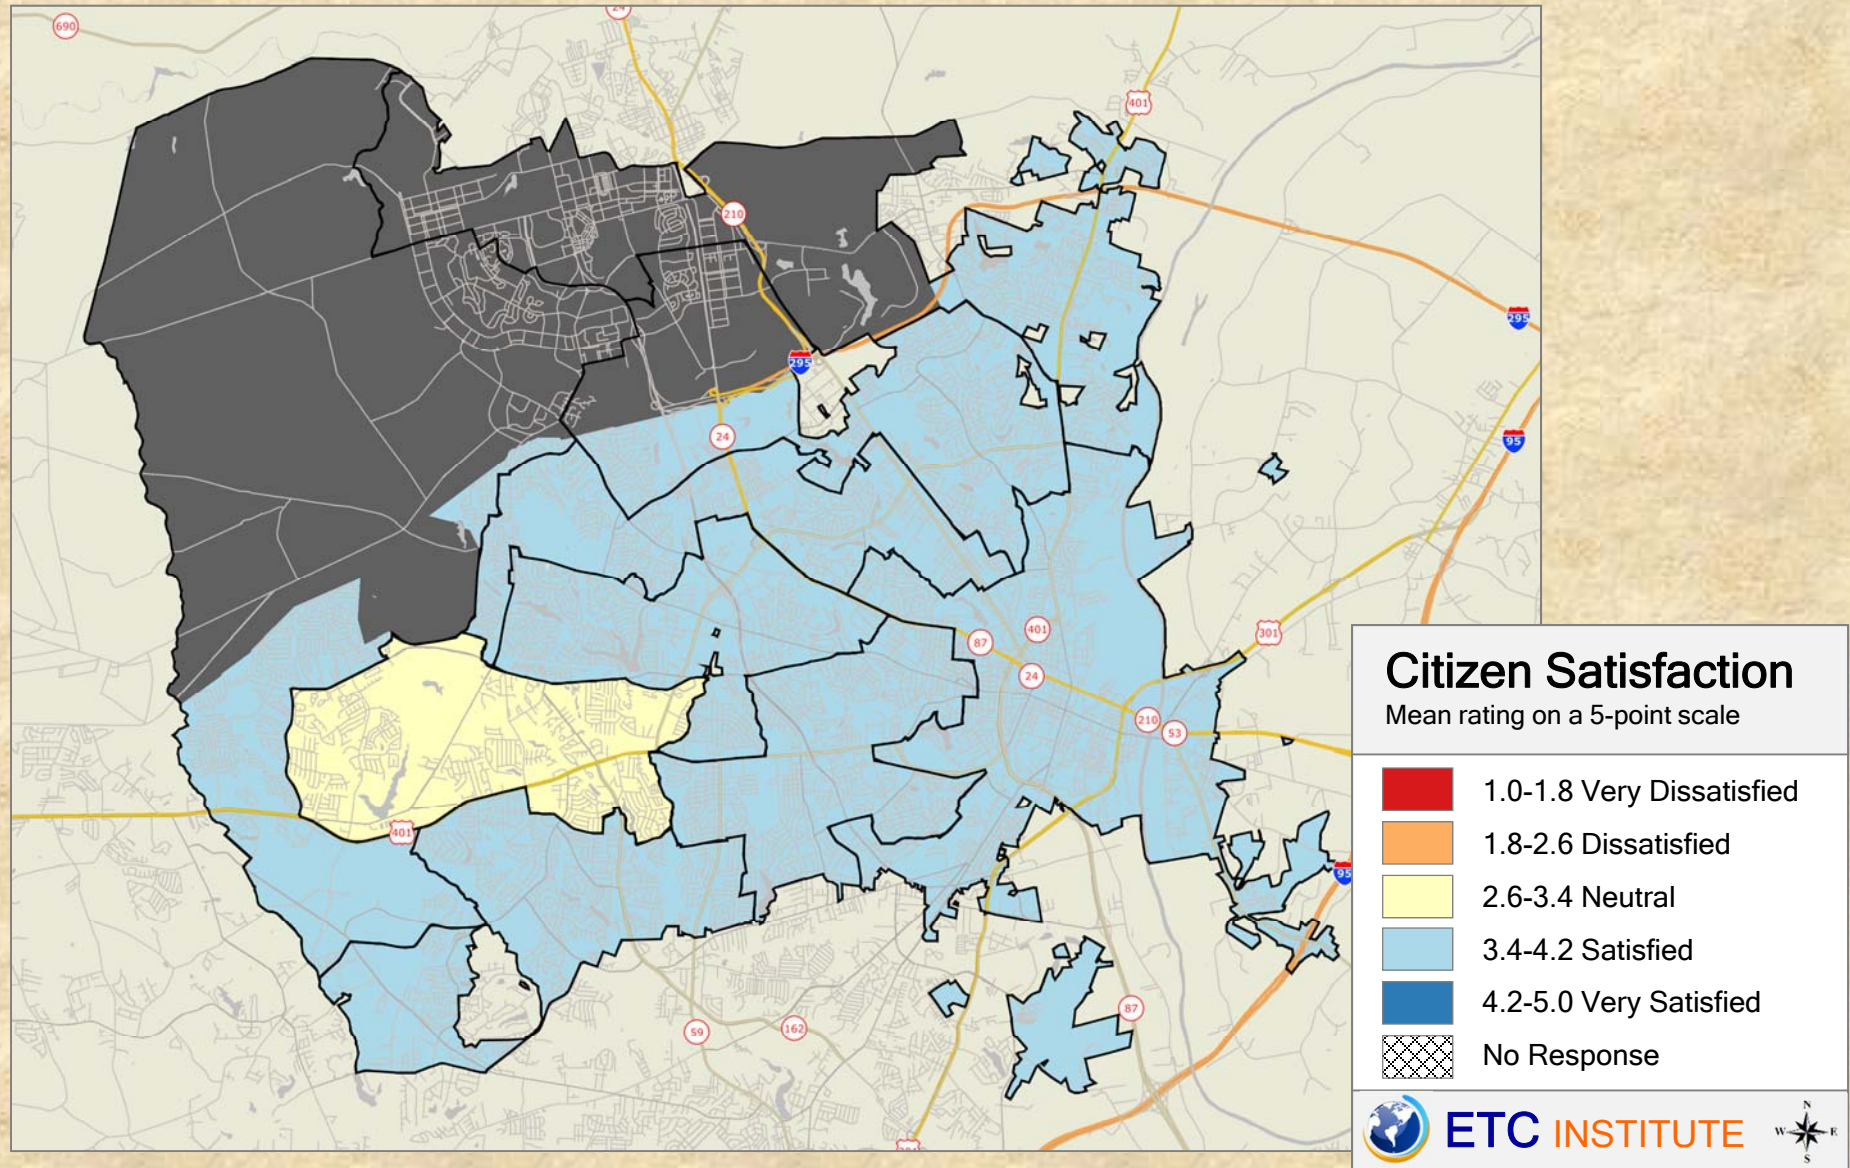 690
24
401
210
295
295
24
95
401
87
301
24
210
53
401
95
87
59
162
Citizen Satisfaction
Mean rating on a 5-point scale
1.0-1.8 Very Dissatisfied
1.8-2.6 Dissatisfied
2.6-3.4 Neutral
3.4-4.2 Satisfied
4.2-5.0 Very Satisfied
No Response
ETC INSTITUTE
N
W E
S